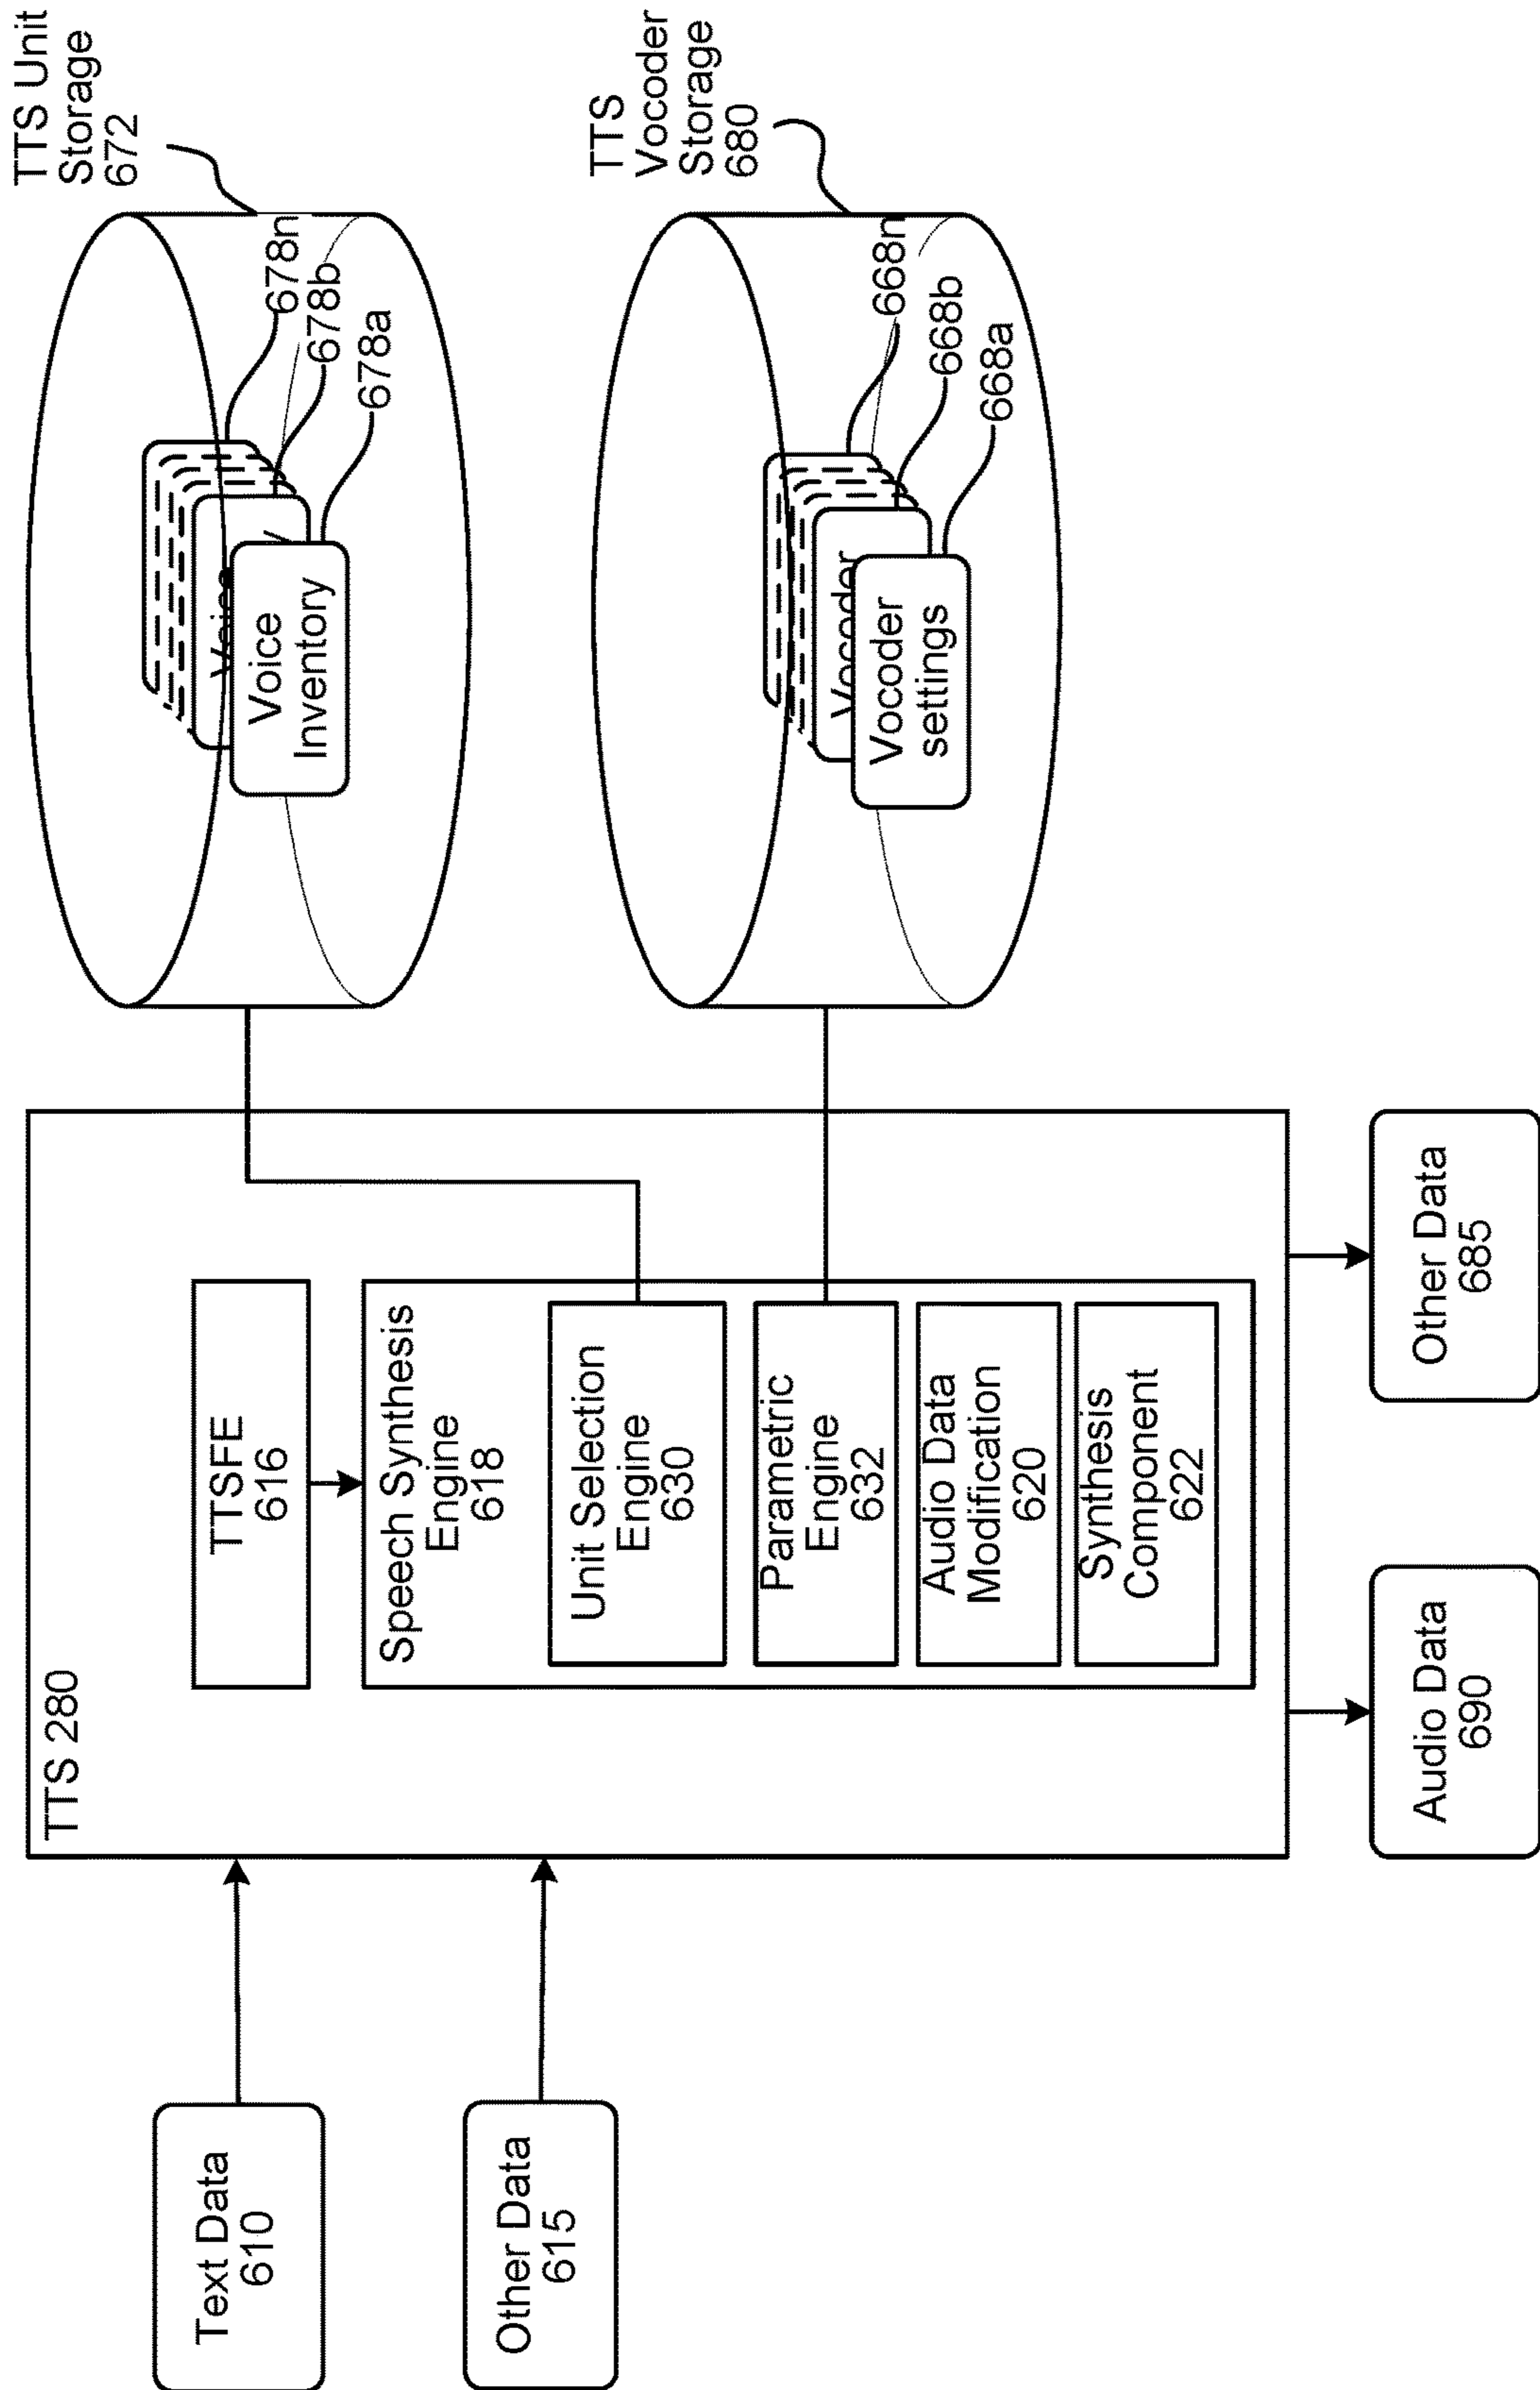 Text Data
610
Other Data
615
TTS 280
TTSFE
616
Speech Synthesis
Engine
618
Unit Selection
Engine
630
Parametric
Engine
632
Audio Data
Modification
620
Synthesis
Component
622
Audio Data
690
Other Data
685
TTS Unit
Storage
672
678n
678b
678a
Voice
Voice
Inventory
TTS
Vocoder
Storage
680
668n
668b
668a
Vocoder
Vocoder
settings